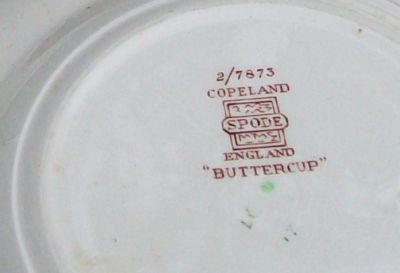 2/7873
COPELAND
SPODE
ENGLAND
"BUTTERCUP"